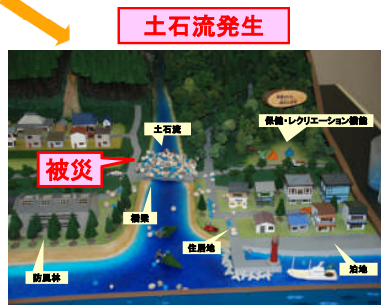 土石流発生
保健・レクリエーション機能
土石流
被災
橋梁
住居地
防風林
泊地